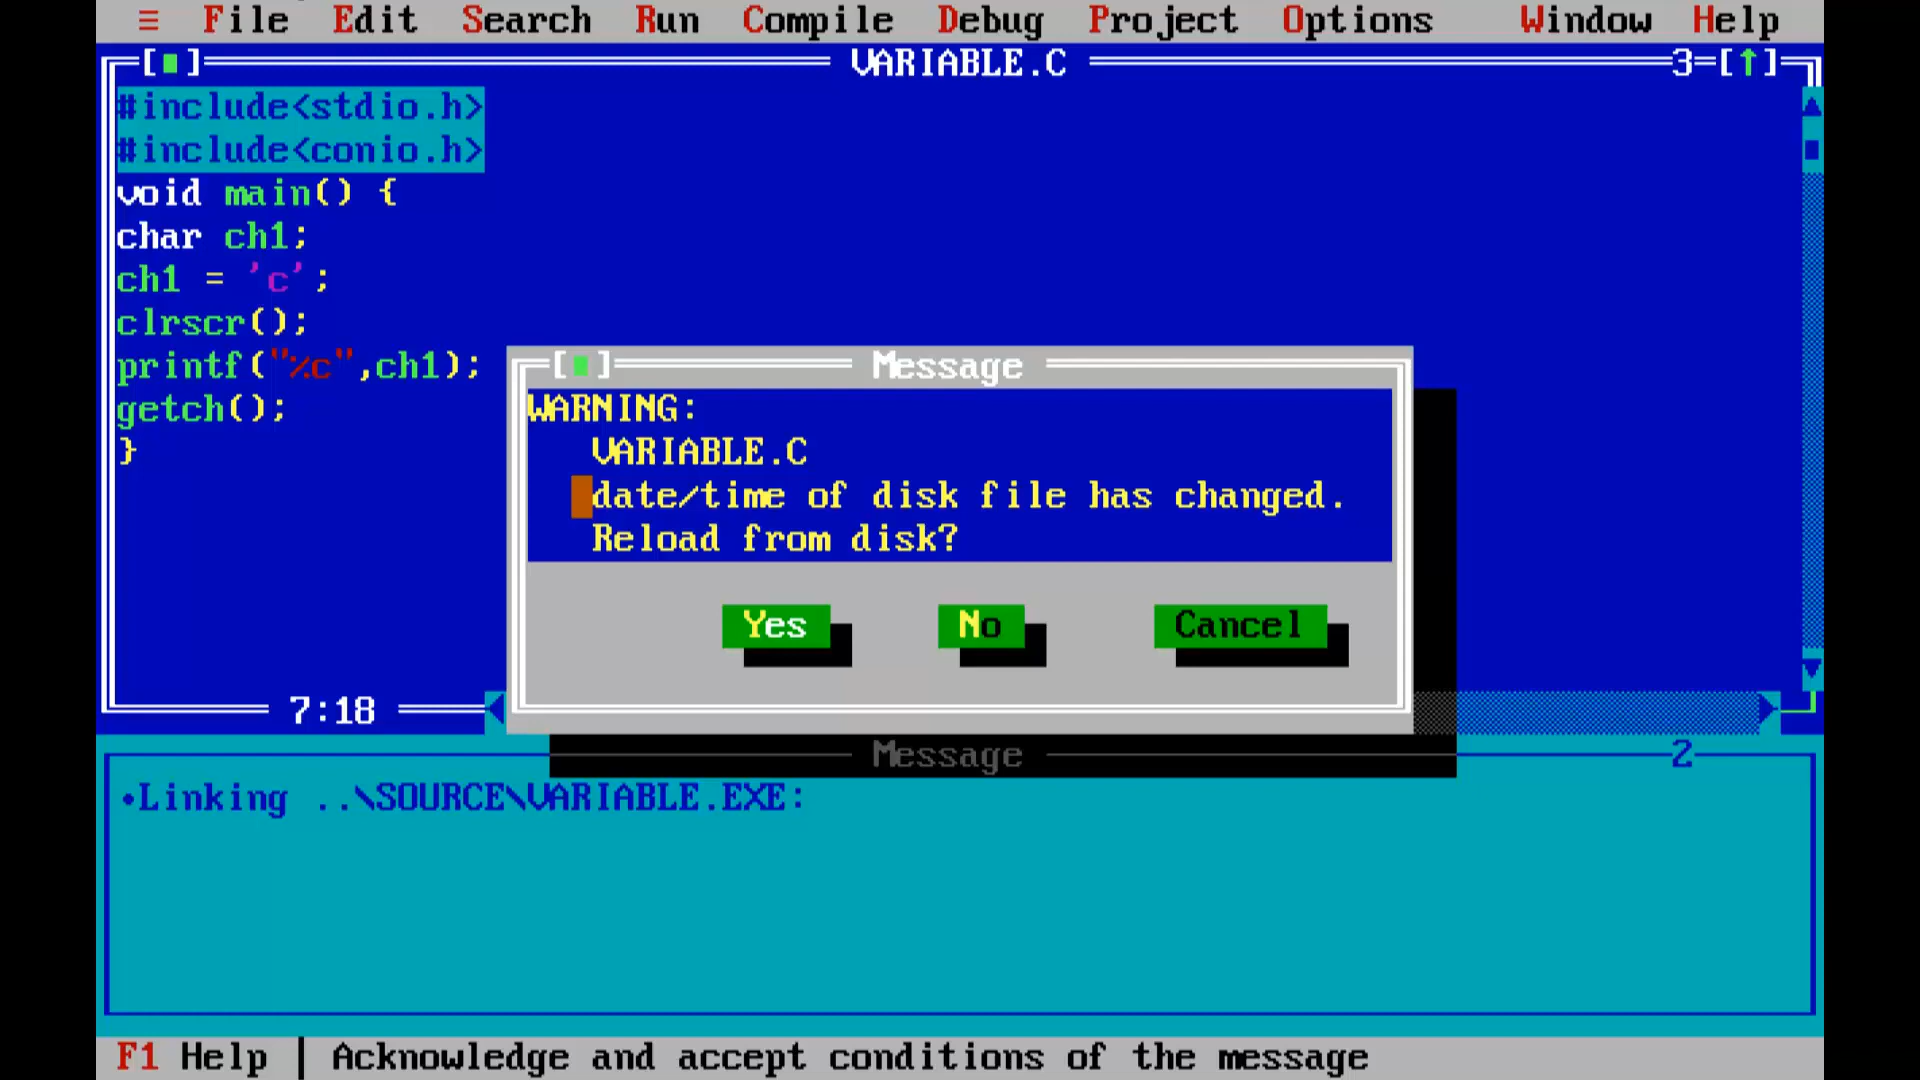 ≡ File Edit Search Run Compile Debug Project Options Window Help
[■] VARIABLE.C 3=[↑]
#include<stdio.h>
#include<conio.h>
void main() {
char ch1;
ch1 = 'c';
clrscr();
printf("%c",ch1);
getch();
}
7:18
[■] Message
WARNING:
VARIABLE.C
date/time of disk file has changed.
Reload from disk?
Yes No Cancel
Message 2
•Linking ..\SOURCE\VARIABLE.EXE:
F1 Help | Acknowledge and accept conditions of the message